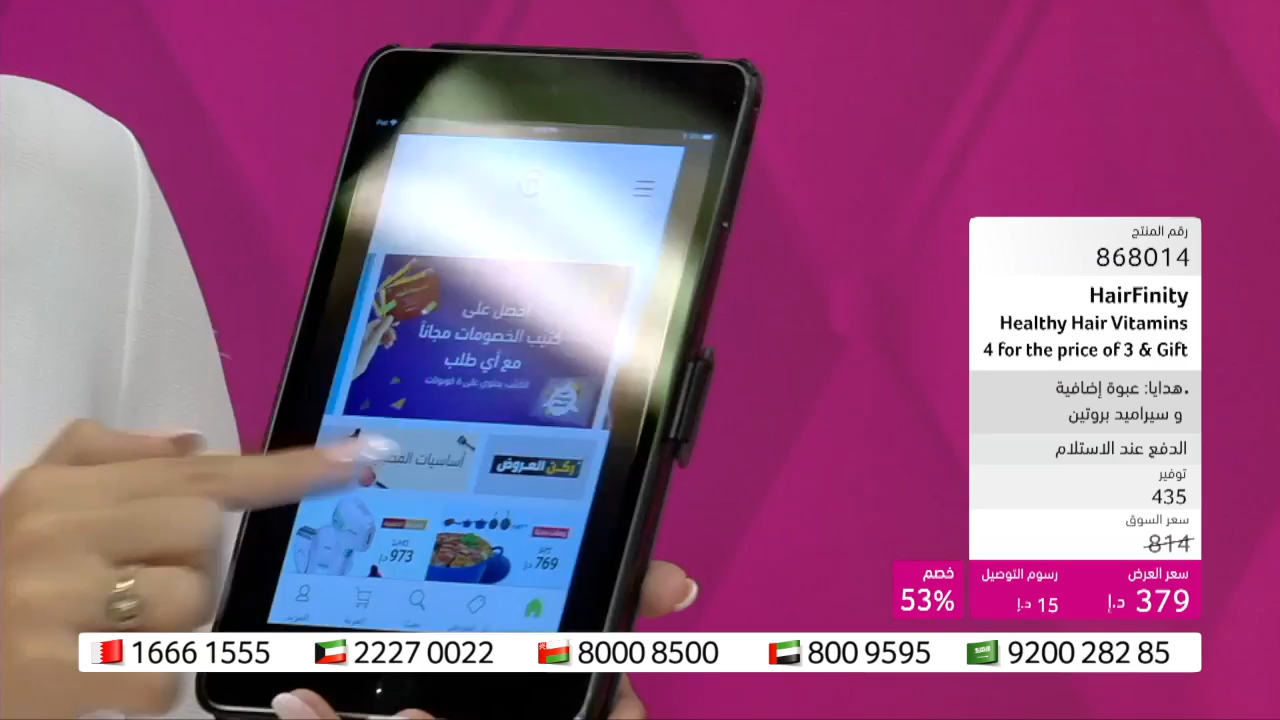 iPad
احصل على
كتيب الخصومات مجاناً
مع أي طلب
أساسيات
ركن العروض
973 د.إ
769 د.إ
رقم المنتج
868014
HairFinity
Healthy Hair Vitamins
4 for the price of 3 & Gift
.هدايا: عبوة إضافية
و سيراميد بروتين
الدفع عند الاستلام
توفير
435
سعر السوق
814
سعر العرض
379 د.إ
رسوم التوصيل
15 د.إ
خصم
53%
1666 1555
2227 0022
8000 8500
800 9595
9200 282 85